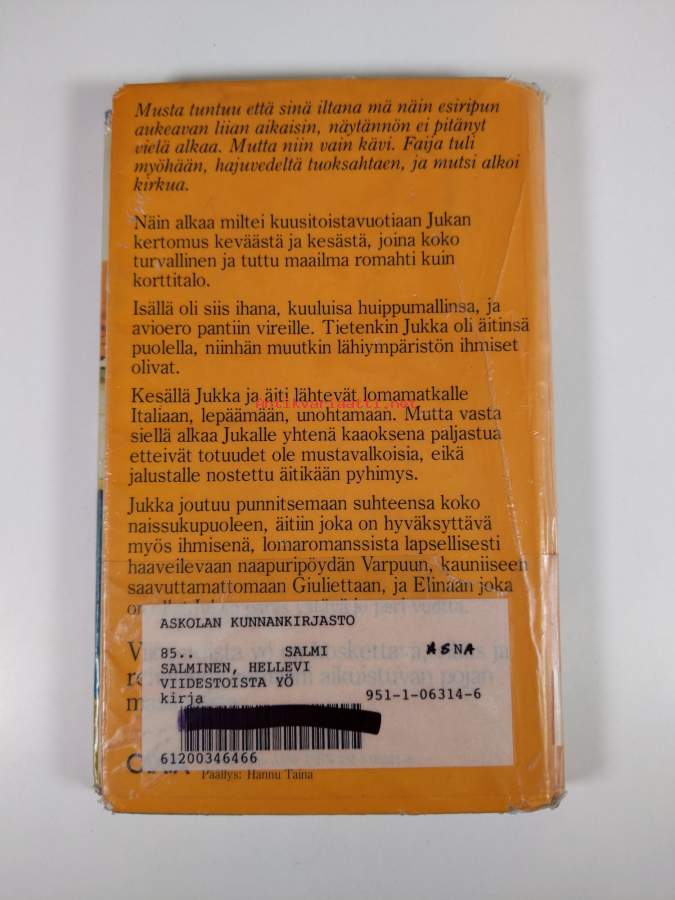 Musta tuntuu että sinä iltana mä näin esiripun
aukeavan liian aikaisin, näytännön ei pitänyt
vielä alkaa. Mutta niin vain kävi. Faija tuli
myöhään, hajuvedeltä tuoksahtaen, ja mutsi alkoi
kirkua.
Näin alkaa miltei kuusitoistavuotiaan Jukan
kertomus keväästä ja kesästä, joina koko
turvallinen ja tuttu maailma romahti kuin
korttitalo.
Isällä oli siis ihana, kuuluisa huippumallinsa, ja
avioero pantiin vireille. Tietenkin Jukka oli äitinsä
puolella, niinhän muutkin lähiympäristön ihmiset
olivat.
Kesällä Jukka ja äiti lähtevät lomamatkalle
antikvariaatti.net
Italiaan, lepäämään, unohtamaan. Mutta vasta
siellä alkaa Jukalle yhtenä kaaoksena paljastua
etteivät totuudet ole mustavalkoisia, eikä
jalustalle nostettu äitikään pyhimys.
Jukka joutuu punnitsemaan suhteensa koko
naissukupuoleen, äitiin joka on hyväksyttävä
myös ihmisenä, lomaromanssista lapsellisesti
haaveilevaan naapuripöydän Varpuun, kauniiseen
saavuttamattomaan Giuliettaan, ja Elinaan joka
ASKOLAN KUNNANKIRJASTO
85.. SALMI ASNA
SALMINEN, HELLEVI
VIIDESTOISTA YÖ
kirja 951-1-06314-6
61200346466
Päällys: Hannu Taina